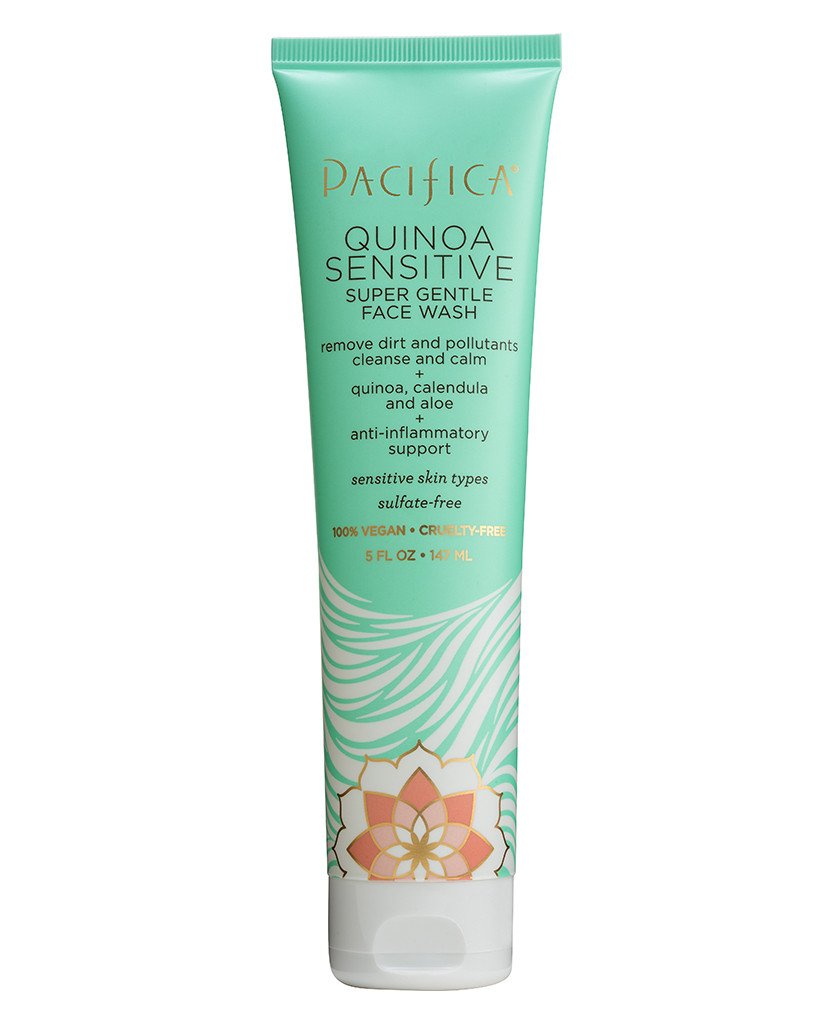 PACIFICA®
QUINOA
SENSITIVE
SUPER GENTLE
FACE WASH
remove dirt and pollutants
cleanse and calm
+
quinoa, calendula
and aloe
+
anti-inflammatory
support
sensitive skin types
sulfate-free
100% VEGAN • CRUELTY-FREE
5 FL OZ • 147 ML